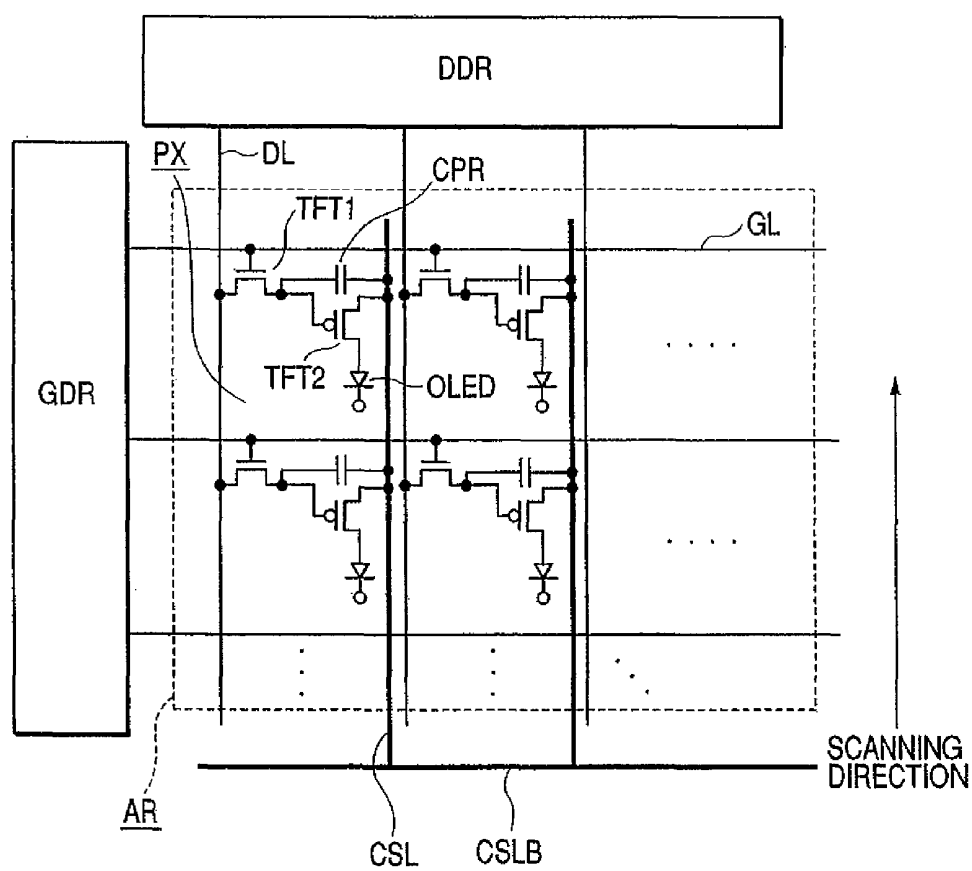 DDR
PX
DL
CPR
TFT1
GL
TFT2
OLED
GDR
SCANNING
DIRECTION
AR
CSL
CSLB